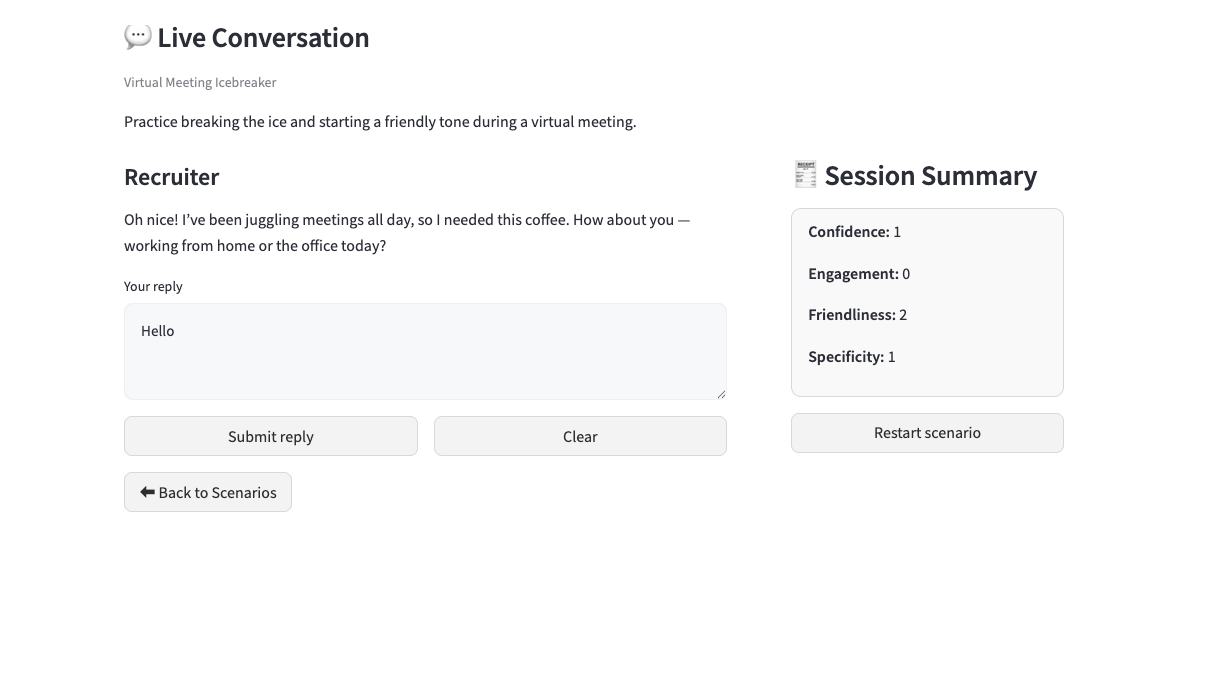 💬 Live Conversation
Virtual Meeting Icebreaker
Practice breaking the ice and starting a friendly tone during a virtual meeting.
Recruiter
Oh nice! I’ve been juggling meetings all day, so I needed this coffee. How about you —
working from home or the office today?
Your reply
Hello
Submit reply
Clear
⬅ Back to Scenarios
🧾 Session Summary
Confidence: 1
Engagement: 0
Friendliness: 2
Specificity: 1
Restart scenario